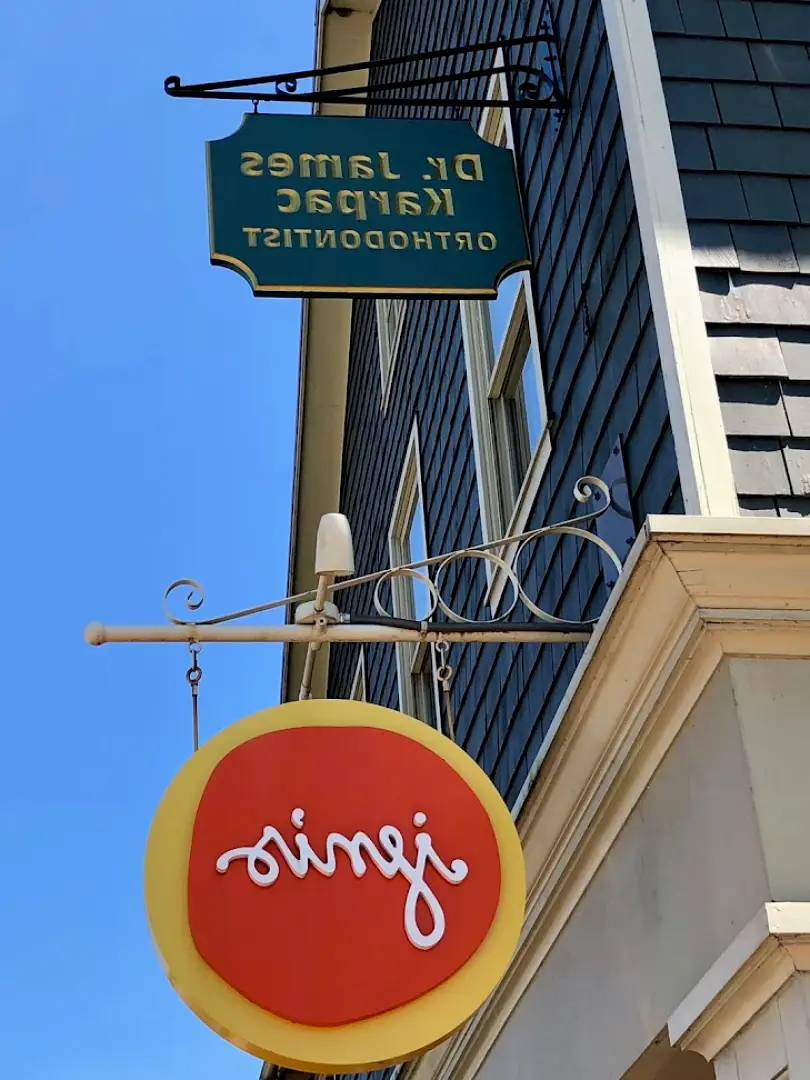 Dr. James
Karpac
ORTHODONTIST
jeni's